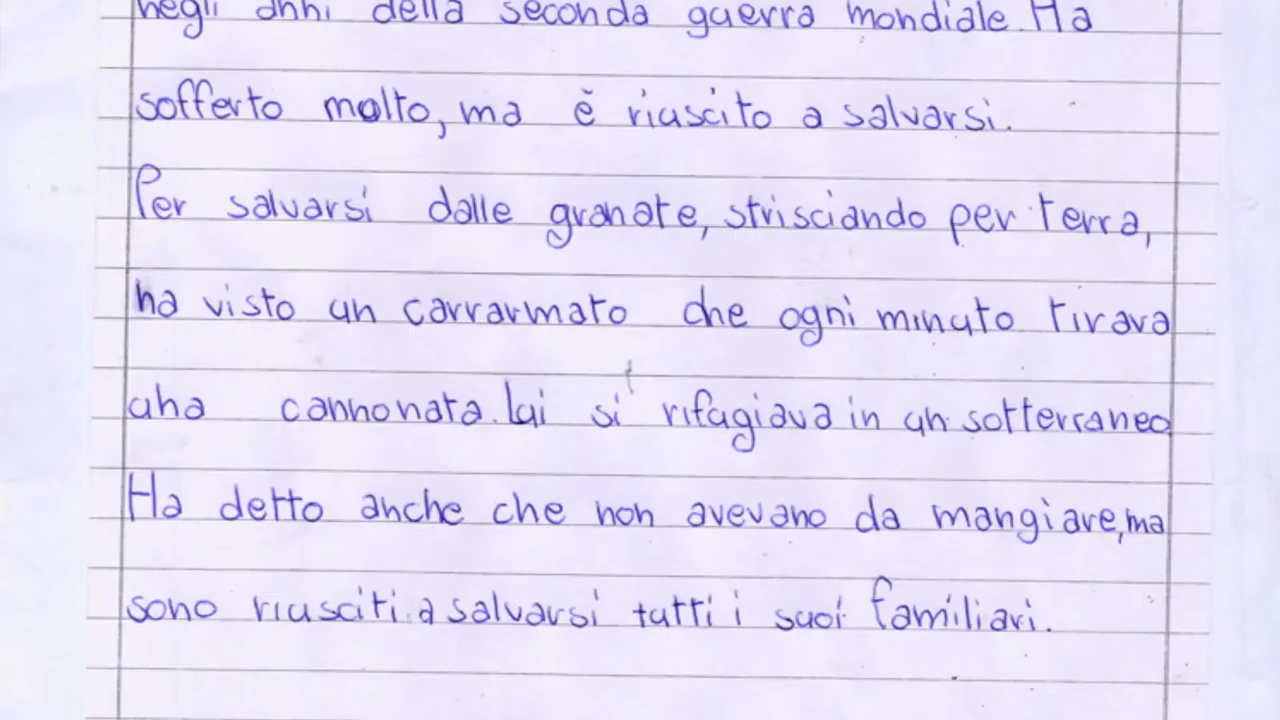 negli anni della seconda guerra mondiale. Ha
sofferto molto, ma è riuscito a salvarsi.
Per salvarsi dalle granate, strisciando per terra,
ha visto un carrarmato che ogni minuto tirava
una cannonata. lui si rifugiava in un sotterraneo
Ha detto anche che non avevano da mangiare, ma
sono riusciti a salvarsi tutti i suoi familiari.